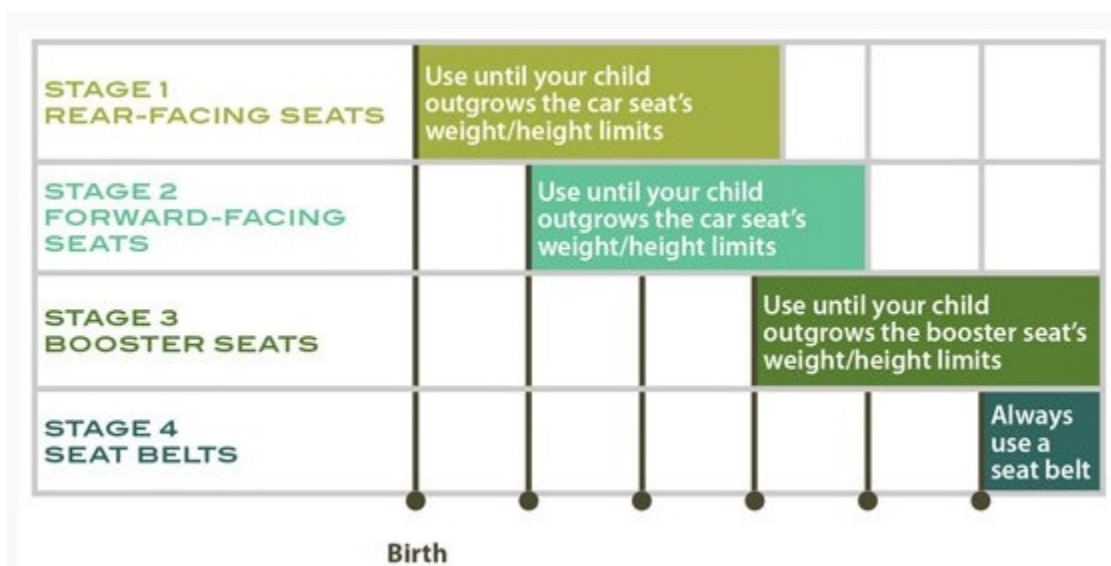 STAGE 1
REAR-FACING SEATS
Use until your child
outgrows the car seat's
weight/height limits
STAGE 2
FORWARD-FACING
SEATS
Use until your child
outgrows the car seat's
weight/height limits
STAGE 3
BOOSTER SEATS
Use until your child
outgrows the booster seat's
weight/height limits
STAGE 4
SEAT BELTS
Always
use a
seat belt
Birth